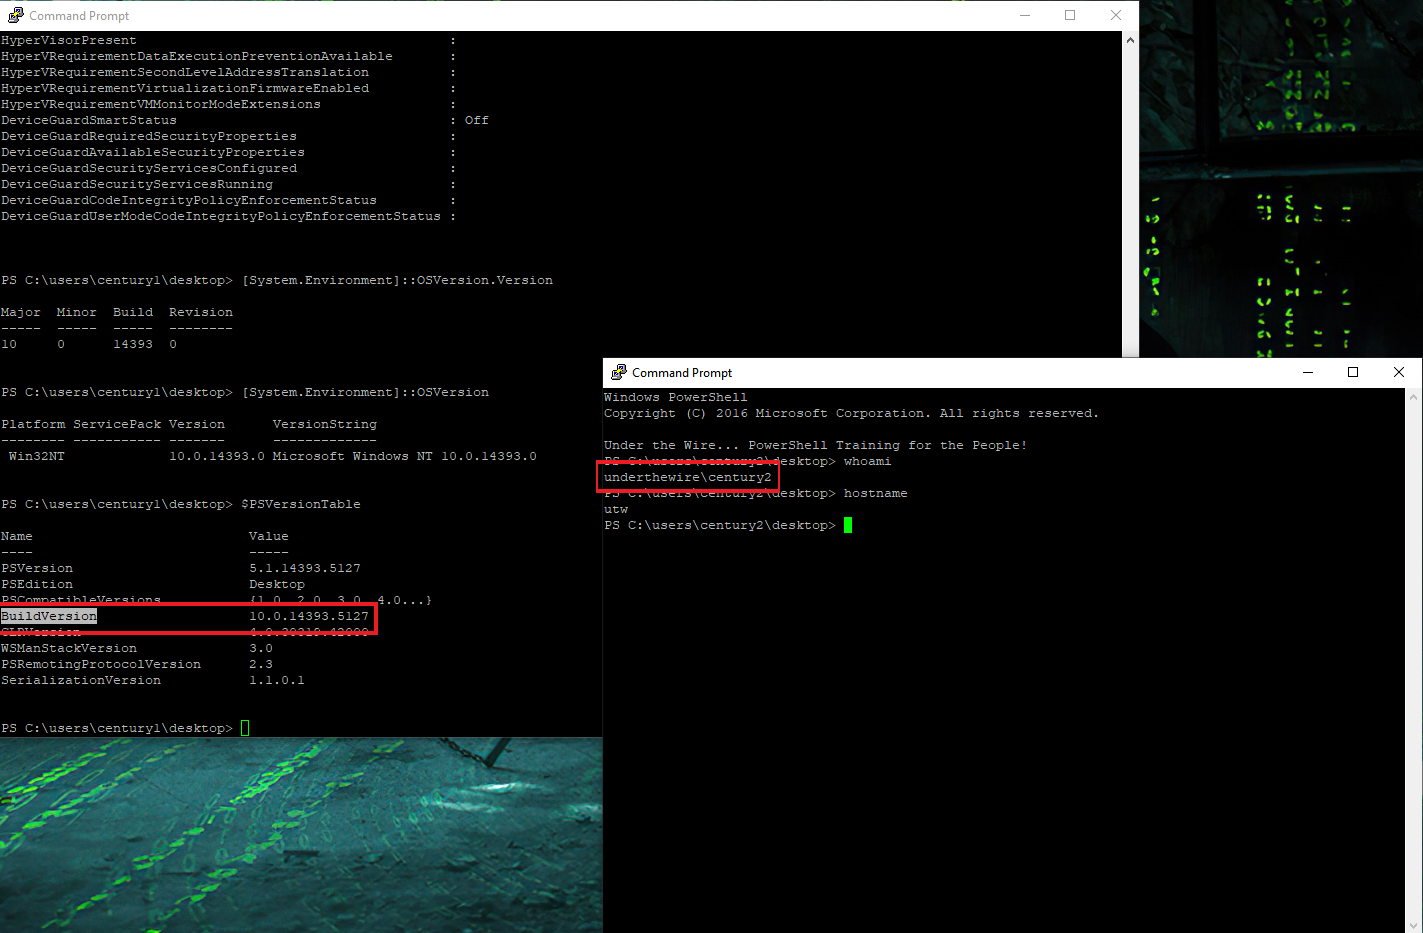 Command Prompt
HyperVisorPresent :
HyperVRequirementDataExecutionPreventionAvailable :
HyperVRequirementSecondLevelAddressTranslation :
HyperVRequirementVirtualizationFirmwareEnabled :
HyperVRequirementVMMonitorModeExtensions :
DeviceGuardSmartStatus : Off
DeviceGuardRequiredSecurityProperties :
DeviceGuardAvailableSecurityProperties :
DeviceGuardSecurityServicesConfigured :
DeviceGuardSecurityServicesRunning :
DeviceGuardCodeIntegrityPolicyEnforcementStatus :
DeviceGuardUserModeCodeIntegrityPolicyEnforcementStatus :
PS C:\users\century1\desktop> [System.Environment]::OSVersion.Version
Major Minor Build Revision
----- ----- ----- --------
10 0 14393 0
PS C:\users\century1\desktop> [System.Environment]::OSVersion
Platform ServicePack Version VersionString
-------- ----------- ------- -------------
Win32NT 10.0.14393.0 Microsoft Windows NT 10.0.14393.0
PS C:\users\century1\desktop> $PSVersionTable
Name Value
---- -----
PSVersion 5.1.14393.5127
PSEdition Desktop
PSCompatibleVersions {1.0, 2.0, 3.0, 4.0...}
BuildVersion 10.0.14393.5127
CLRVersion 4.0.30319.42000
WSManStackVersion 3.0
PSRemotingProtocolVersion 2.3
SerializationVersion 1.1.0.1
PS C:\users\century1\desktop>
Command Prompt
Windows PowerShell
Copyright (C) 2016 Microsoft Corporation. All rights reserved.
Under the Wire... PowerShell Training for the People!
PS C:\users\century2\desktop> whoami
underthewire\century2
PS C:\users\century2\desktop> hostname
utw
PS C:\users\century2\desktop>